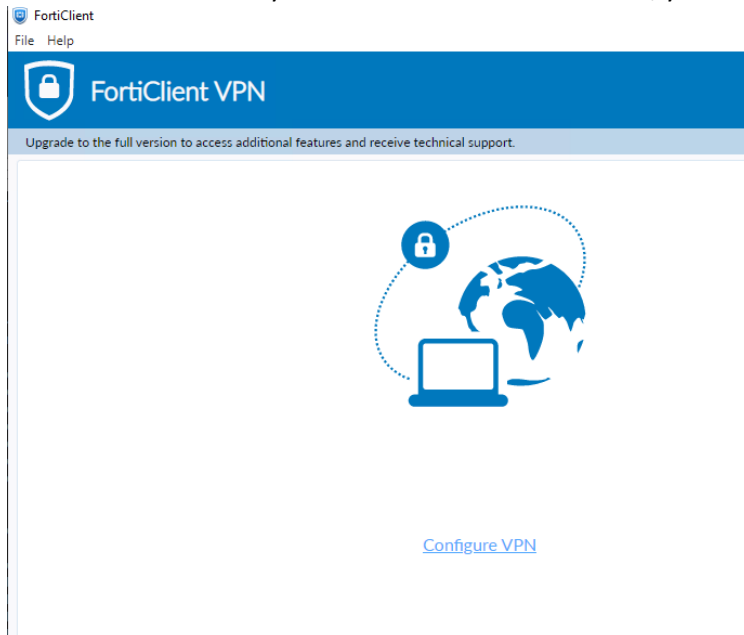 FortiClient
File Help
FortiClient VPN
Upgrade to the full version to access additional features and receive technical support.
Configure VPN